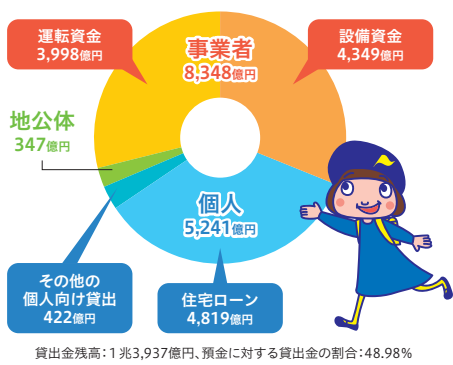 運転資金
3,998億円
事業者
8,348億円
設備資金
4,349億円
地公体
347億円
個人
5,241億円
その他の
個人向け貸出
422億円
住宅ローン
4,819億円
貸出金残高:1兆3,937億円、預金に対する貸出金の割合:48.98%